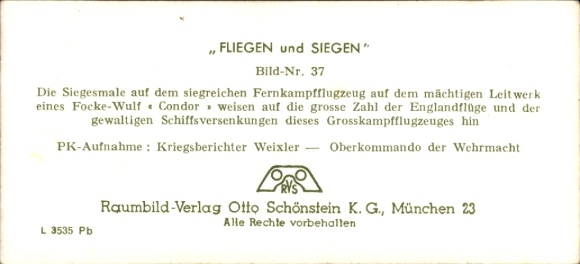 „FLIEGEN und SIEGEN"
Bild-Nr. 37
Die Siegesmale auf dem siegreichen Fernkampfflugzeug auf dem mächtigen Leitwerk
eines Focke-Wulf « Condor » weisen auf die grosse Zahl der Englandflüge und der
gewaltigen Schiffsversenkungen dieses Grosskampfflugzeuges hin
PK-Aufnahme : Kriegsberichter Weixler — Oberkommando der Wehrmacht
RVS
Raumbild-Verlag Otto Schönstein K. G., München 23
Alle Rechte vorbehalten
L 3535 Pb